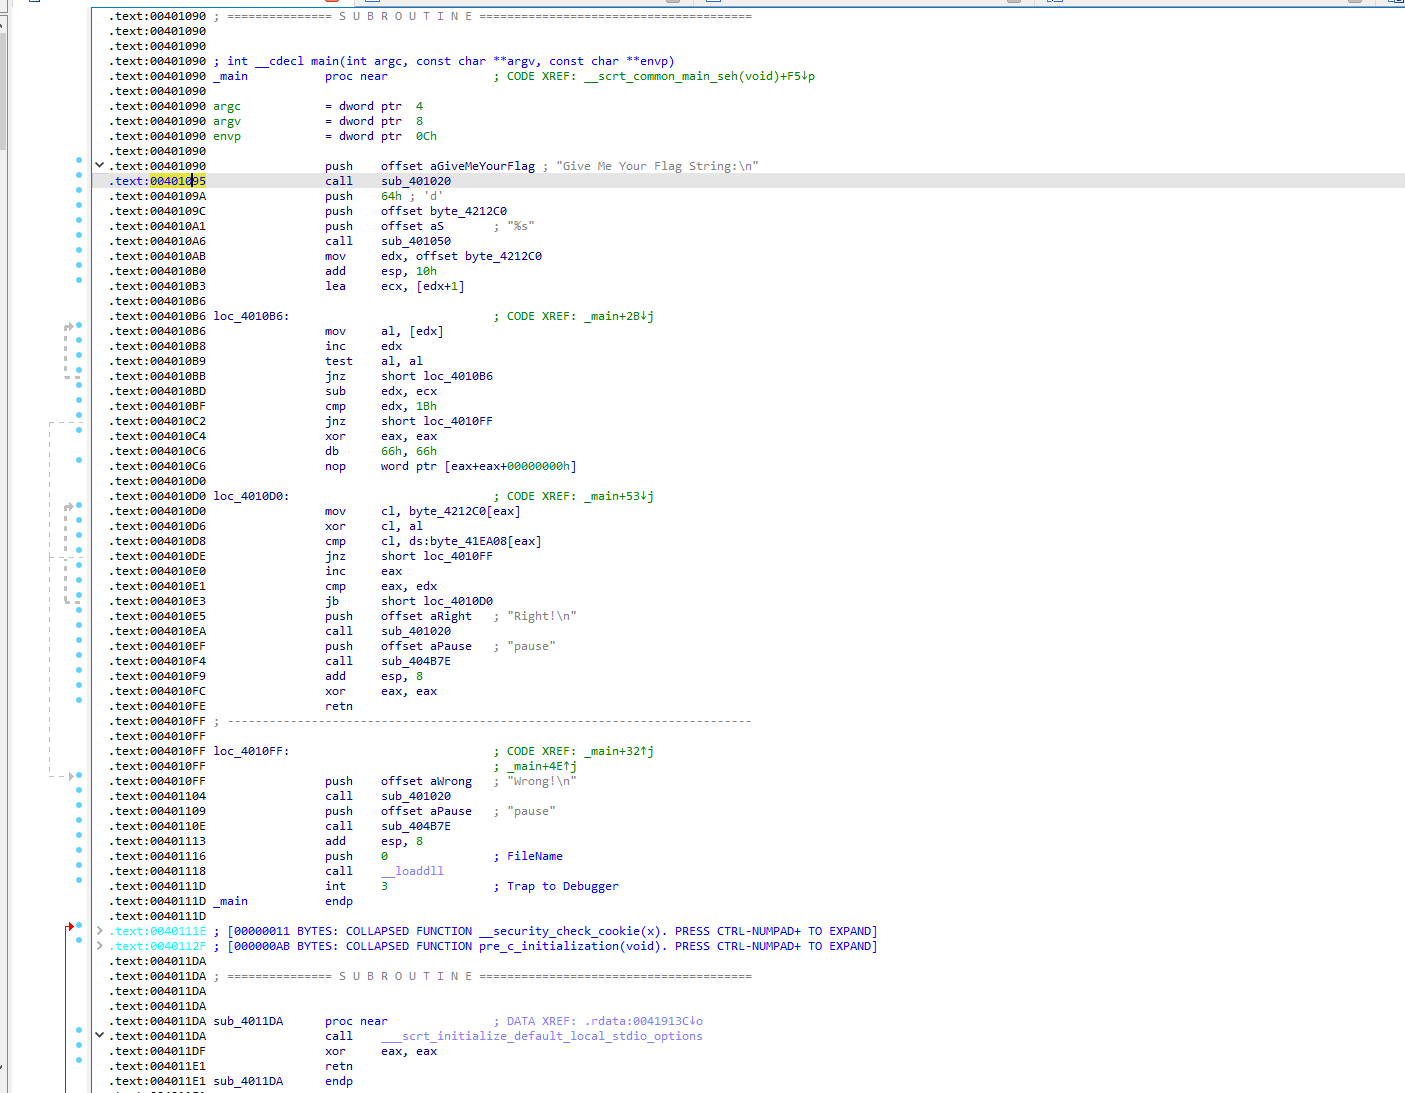 .text:00401090 ; =============== S U B R O U T I N E =======================================
.text:00401090
.text:00401090
.text:00401090 ; int __cdecl main(int argc, const char **argv, const char **envp)
.text:00401090 _main           proc near               ; CODE XREF: __scrt_common_main_seh(void)+F5↓p
.text:00401090
.text:00401090 argc            = dword ptr  4
.text:00401090 argv            = dword ptr  8
.text:00401090 envp            = dword ptr  0Ch
.text:00401090
.text:00401090                 push    offset aGiveMeYourFlag ; "Give Me Your Flag String:\n"
.text:00401095                 call    sub_401020
.text:0040109A                 push    64h ; 'd'
.text:0040109C                 push    offset byte_4212C0
.text:004010A1                 push    offset aS       ; "%s"
.text:004010A6                 call    sub_401050
.text:004010AB                 mov     edx, offset byte_4212C0
.text:004010B0                 add     esp, 10h
.text:004010B3                 lea     ecx, [edx+1]
.text:004010B6
.text:004010B6 loc_4010B6:                             ; CODE XREF: _main+2B↓j
.text:004010B6                 mov     al, [edx]
.text:004010B8                 inc     edx
.text:004010B9                 test    al, al
.text:004010BB                 jnz     short loc_4010B6
.text:004010BD                 sub     edx, ecx
.text:004010BF                 cmp     edx, 1Bh
.text:004010C2                 jnz     short loc_4010FF
.text:004010C4                 xor     eax, eax
.text:004010C6                 db      66h, 66h
.text:004010C6                 nop     word ptr [eax+eax+00000000h]
.text:004010D0
.text:004010D0 loc_4010D0:                             ; CODE XREF: _main+53↓j
.text:004010D0                 mov     cl, byte_4212C0[eax]
.text:004010D6                 xor     cl, al
.text:004010D8                 cmp     cl, ds:byte_41EA08[eax]
.text:004010DE                 jnz     short loc_4010FF
.text:004010E0                 inc     eax
.text:004010E1                 cmp     eax, edx
.text:004010E3                 jb      short loc_4010D0
.text:004010E5                 push    offset aRight   ; "Right!\n"
.text:004010EA                 call    sub_401020
.text:004010EF                 push    offset aPause   ; "pause"
.text:004010F4                 call    sub_404B7E
.text:004010F9                 add     esp, 8
.text:004010FC                 xor     eax, eax
.text:004010FE                 retn
.text:004010FF ; ---------------------------------------------------------------------------
.text:004010FF
.text:004010FF loc_4010FF:                             ; CODE XREF: _main+32↑j
.text:004010FF                                         ; _main+4E↑j
.text:004010FF                 push    offset aWrong   ; "Wrong!\n"
.text:00401104                 call    sub_401020
.text:00401109                 push    offset aPause   ; "pause"
.text:0040110E                 call    sub_404B7E
.text:00401113                 add     esp, 8
.text:00401116                 push    0               ; FileName
.text:00401118                 call    __loaddll
.text:0040111D                 int     3               ; Trap to Debugger
.text:0040111D _main           endp
.text:0040111D
.text:0040111E ; [00000011 BYTES: COLLAPSED FUNCTION __security_check_cookie(x). PRESS CTRL-NUMPAD+ TO EXPAND]
.text:0040112F ; [000000AB BYTES: COLLAPSED FUNCTION pre_c_initialization(void). PRESS CTRL-NUMPAD+ TO EXPAND]
.text:004011DA
.text:004011DA ; =============== S U B R O U T I N E =======================================
.text:004011DA
.text:004011DA
.text:004011DA sub_4011DA      proc near               ; DATA XREF: .rdata:0041913C↓o
.text:004011DA                 call    ___scrt_initialize_default_local_stdio_options
.text:004011DF                 xor     eax, eax
.text:004011E1                 retn
.text:004011E1 sub_4011DA      endp